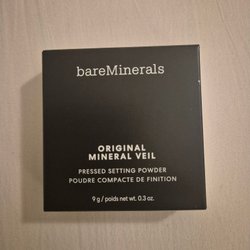 bareMinerals
ORIGINAL
MINERAL VEIL
PRESSED SETTING POWDER
POUDRE COMPACTE DE FINITION
9 g / poids net wt. 0.3 oz.